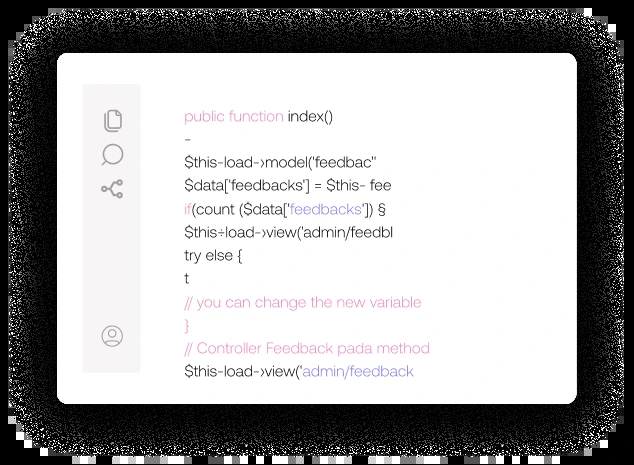 public function index()
-
$this-load->model('feedbac"
$data['feedbacks'] = $this- fee
if(count ($data['feedbacks']) §
$this÷load->view('admin/feedbl
try else {
t
// you can change the new variable
}
// Controller Feedback pada method
$this-load->view('admin/feedback